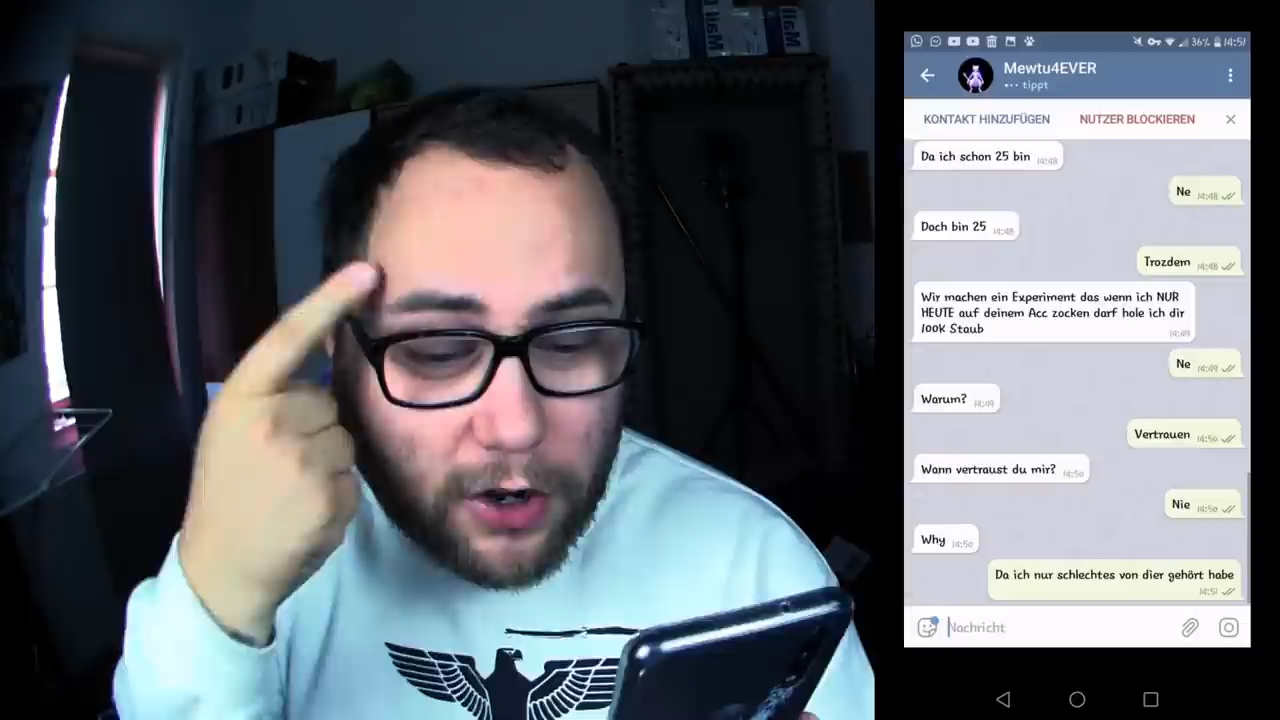 Mall
Mall
36% 14:51
Mewtu4EVER
tippt
KONTAKT HINZUFÜGEN NUTZER BLOCKIEREN
Da ich schon 25 bin 14:48
Ne 14:48
Doch bin 25 14:48
Trozdem 14:48
Wir machen ein Experiment das wenn ich NUR
HEUTE auf deinem Acc zocken darf hole ich dir
100K Staub 14:49
Ne 14:49
Warum? 14:49
Vertrauen 14:50
Wann vertraust du mir? 14:50
Nie 14:50
Why 14:50
Da ich nur schlechtes von dier gehört habe
14:51
Nachricht